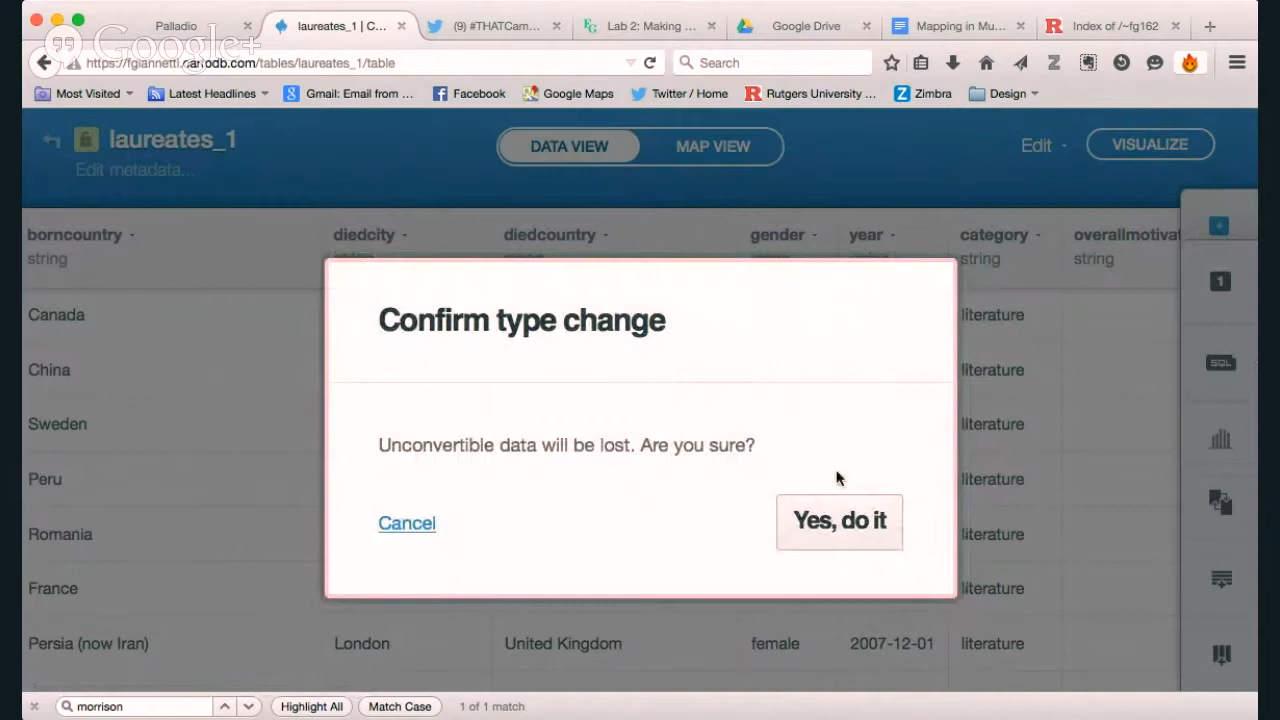 Palladio
laureates_1 | C...
(9) #THATCam...
Lab 2: Making ...
Google Drive
Mapping in Mu...
Index of /~fg162
Google+
https://fgiannetti.cartodb.com/tables/laureates_1/table
Search
Most Visited
Latest Headlines
Gmail: Email from ...
Facebook
Google Maps
Twitter / Home
Rutgers University ...
Zimbra
Design
laureates_1
Edit metadata...
DATA VIEW
MAP VIEW
Edit
VISUALIZE
borncountry
diedcity
diedcountry
gender
year
category
overallmotivat
string
string
string
1
SQL
Confirm type change
Unconvertible data will be lost. Are you sure?
Cancel
Yes, do it
Canada
literature
China
literature
Sweden
literature
Peru
literature
Romania
literature
France
literature
Persia (now Iran)
London
United Kingdom
female
2007-12-01
literature
morrison
Highlight All
Match Case
1 of 1 match